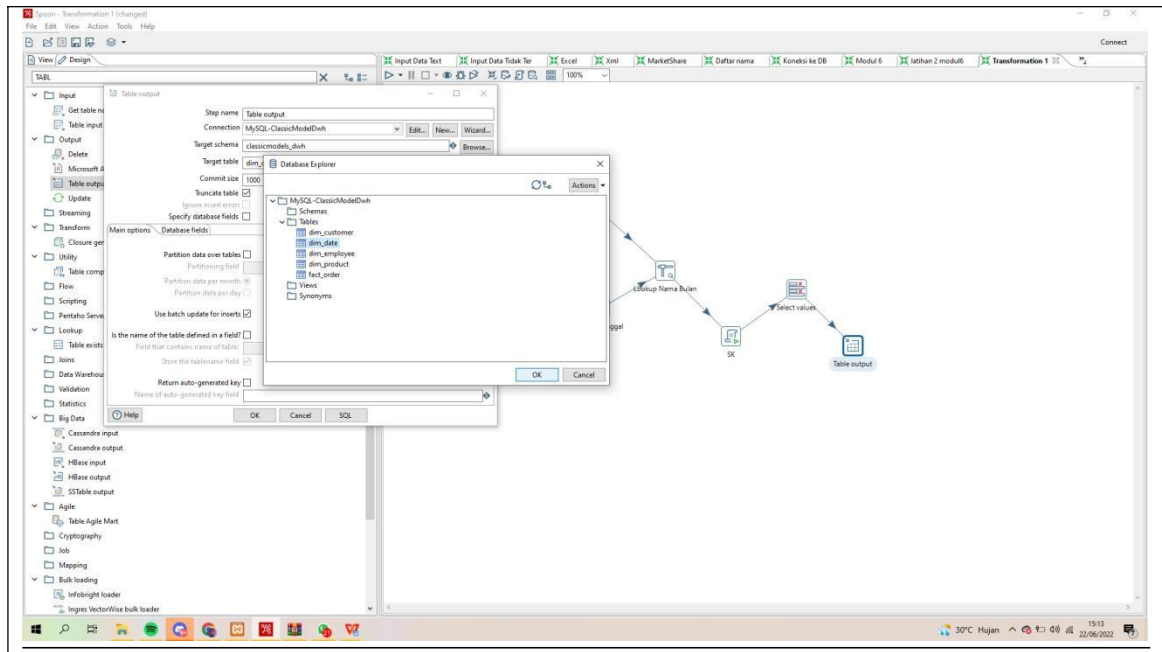 Spoon - Transformation 1 (changed)
File Edit View Action Tools Help
Connect
View Design
Input Data Text Input Data Tidak Ter Excel Xml MarketShare Daftar nama Koneksi ke DB Modul 6 latihan 2 modul6 Transformation 1
TABL
100%
Input
Get table na
Table input
Output
Delete
Microsoft A
Table outpu
Update
Streaming
Transform
Closure ger
Utility
Table comp
Flow
Scripting
Pentaho Serve
Lookup
Table exists
Joins
Data Warehou
Validation
Statistics
Big Data
Cassandra input
Cassandra output
HBase input
HBase output
SSTable output
Agile
Table Agile Mart
Cryptography
Job
Mapping
Bulk loading
Infobright loader
Ingres VectorWise bulk loader
Table output
Step name Table output
Connection MySQL-ClassicModelDwh Edit... New... Wizard...
Target schema classicmodels_dwh Browse...
Target table dim_
Commit size 1000
Truncate table
Ignore insert errors
Specify database fields
Main options Database fields
Partition data over tables
Partitioning field
Partition data per month
Partition data per day
Use batch update for inserts
Is the name of the table defined in a field?
Field that contains name of table:
Store the tablename field
Return auto-generated key
Name of auto-generated key field
Help OK Cancel SQL
Database Explorer
Actions
MySQL-ClassicModelDwh
Schemas
Tables
dim_customer
dim_date
dim_employee
dim_product
fact_order
Views
Synonyms
OK Cancel
Lookup Nama Bulan
ggal
SK
Select values
Table output
30°C Hujan
15:13
22/06/2022